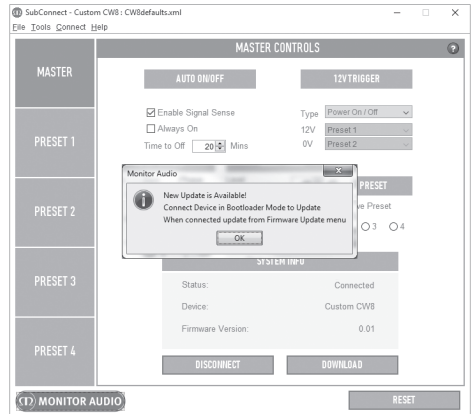 SubConnect - Custom CW8 : CW8defaults.xml
File Tools Connect Help
MASTER CONTROLS
?
MASTER
AUTO ON/OFF
12V TRIGGER
Enable Signal Sense
Type Power On / Off
Always On
12V Preset 1
Time to Off 20 Mins
0V Preset 2
PRESET 1
Monitor Audio
New Update is Available!
Connect Device in Bootloader Mode to Update
When connected update from Firmware Update menu
OK
PRESET
Preset
3 4
PRESET 2
SYSTEM INFO
Status: Connected
PRESET 3
Device: Custom CW8
Firmware Version: 0.01
PRESET 4
DISCONNECT
DOWNLOAD
MONITOR AUDIO
RESET